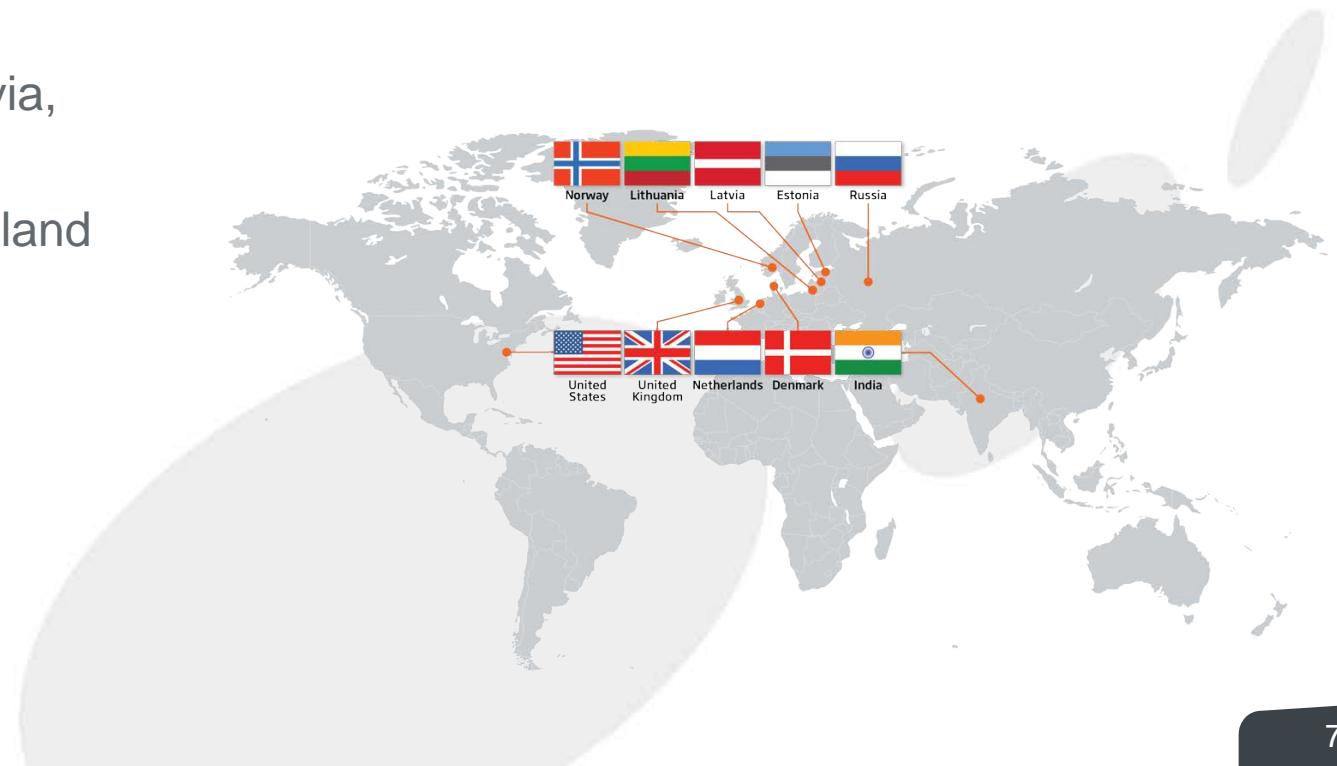 via,
land
Norway Lithuania Latvia Estonia Russia
United States United Kingdom Netherlands Denmark India
7